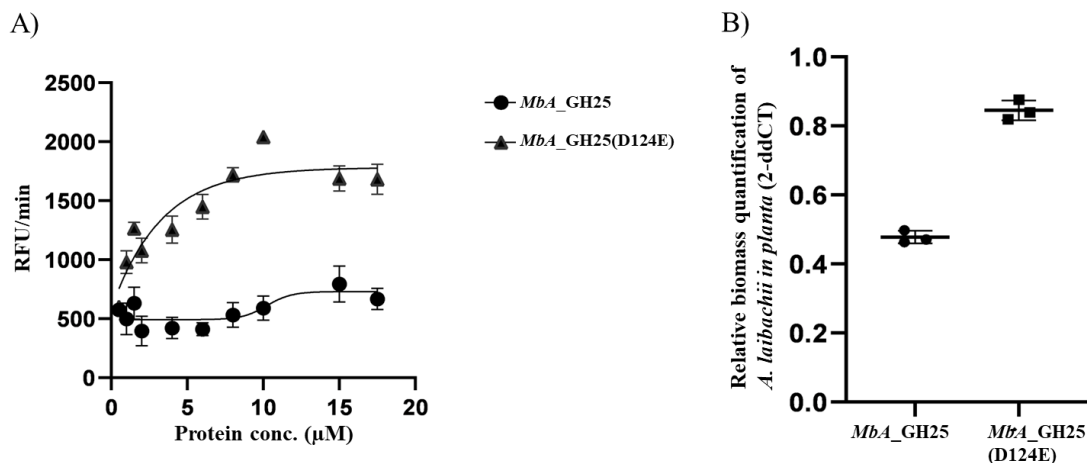 A)
RFU/min
2500
2000
1500
1000
500
0
0
5
10
15
20
Protein conc. (μM)
MbA_GH25
MbA_GH25(D124E)
B)
Relative biomass quantification of
A. laibachii in planta (2-ddCT)
1.0
0.8
0.6
0.4
0.2
0.0
MbA_GH25
MbA_GH25
(D124E)